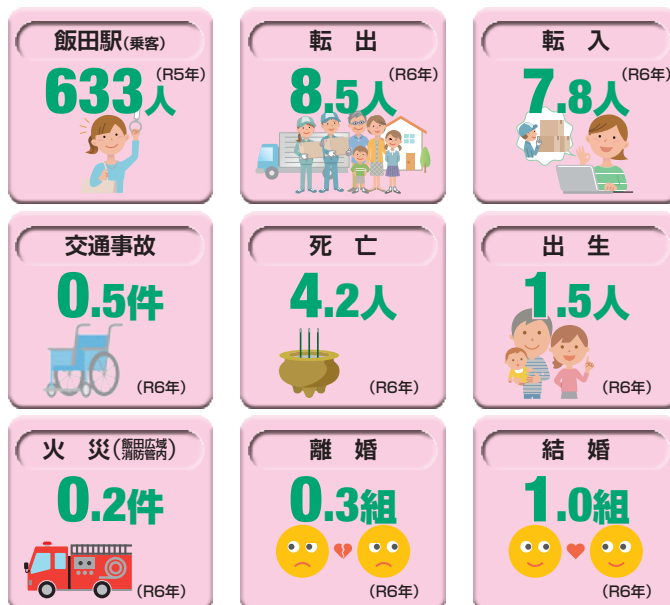 飯田駅(乗客)
(R5年)
633人
転 出
(R6年)
8.5人
転 入
(R6年)
7.8人
交通事故
0.5件
(R6年)
死 亡
4.2人
(R6年)
出 生
1.5人
(R6年)
火 災(飯田広域消防管内)
0.2件
(R6年)
離 婚
0.3組
(R6年)
結 婚
1.0組
(R6年)